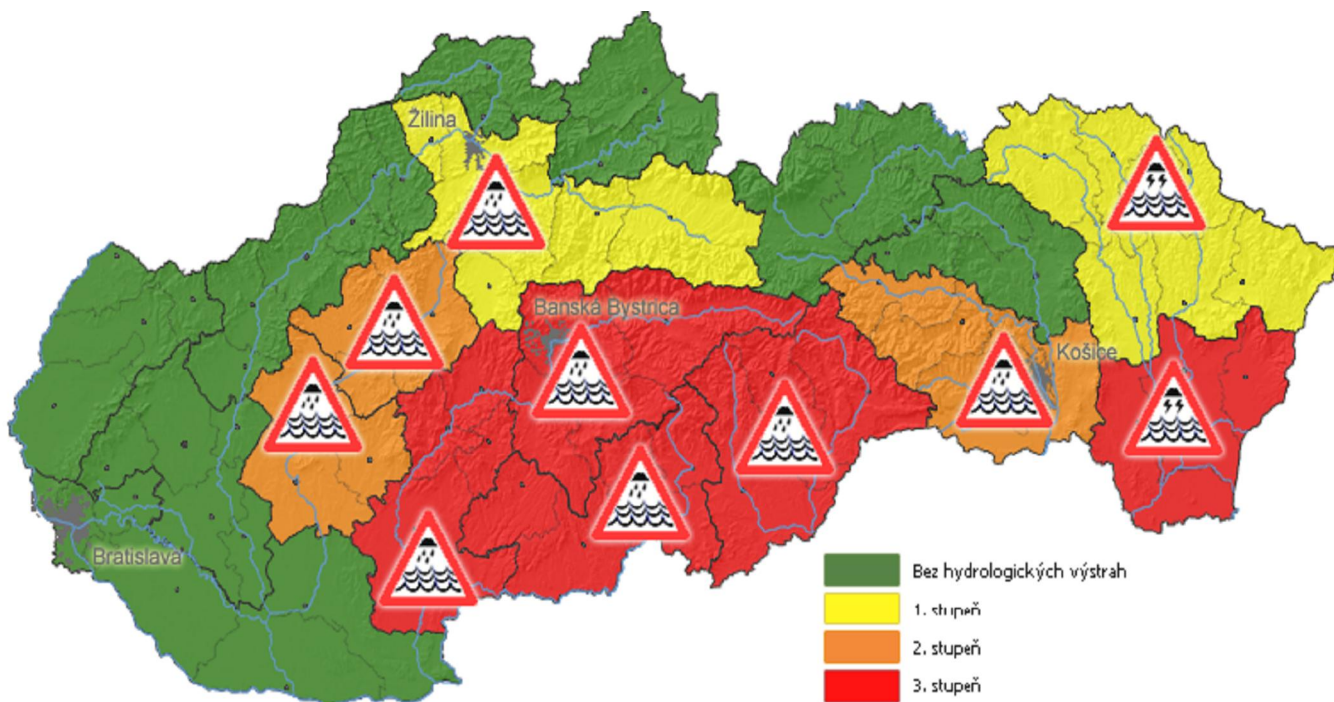 Žilina
Banská Bystrica
Košice
Bratislava
Bez hydrologických výstrah
1. stupeň
2. stupeň
3. stupeň